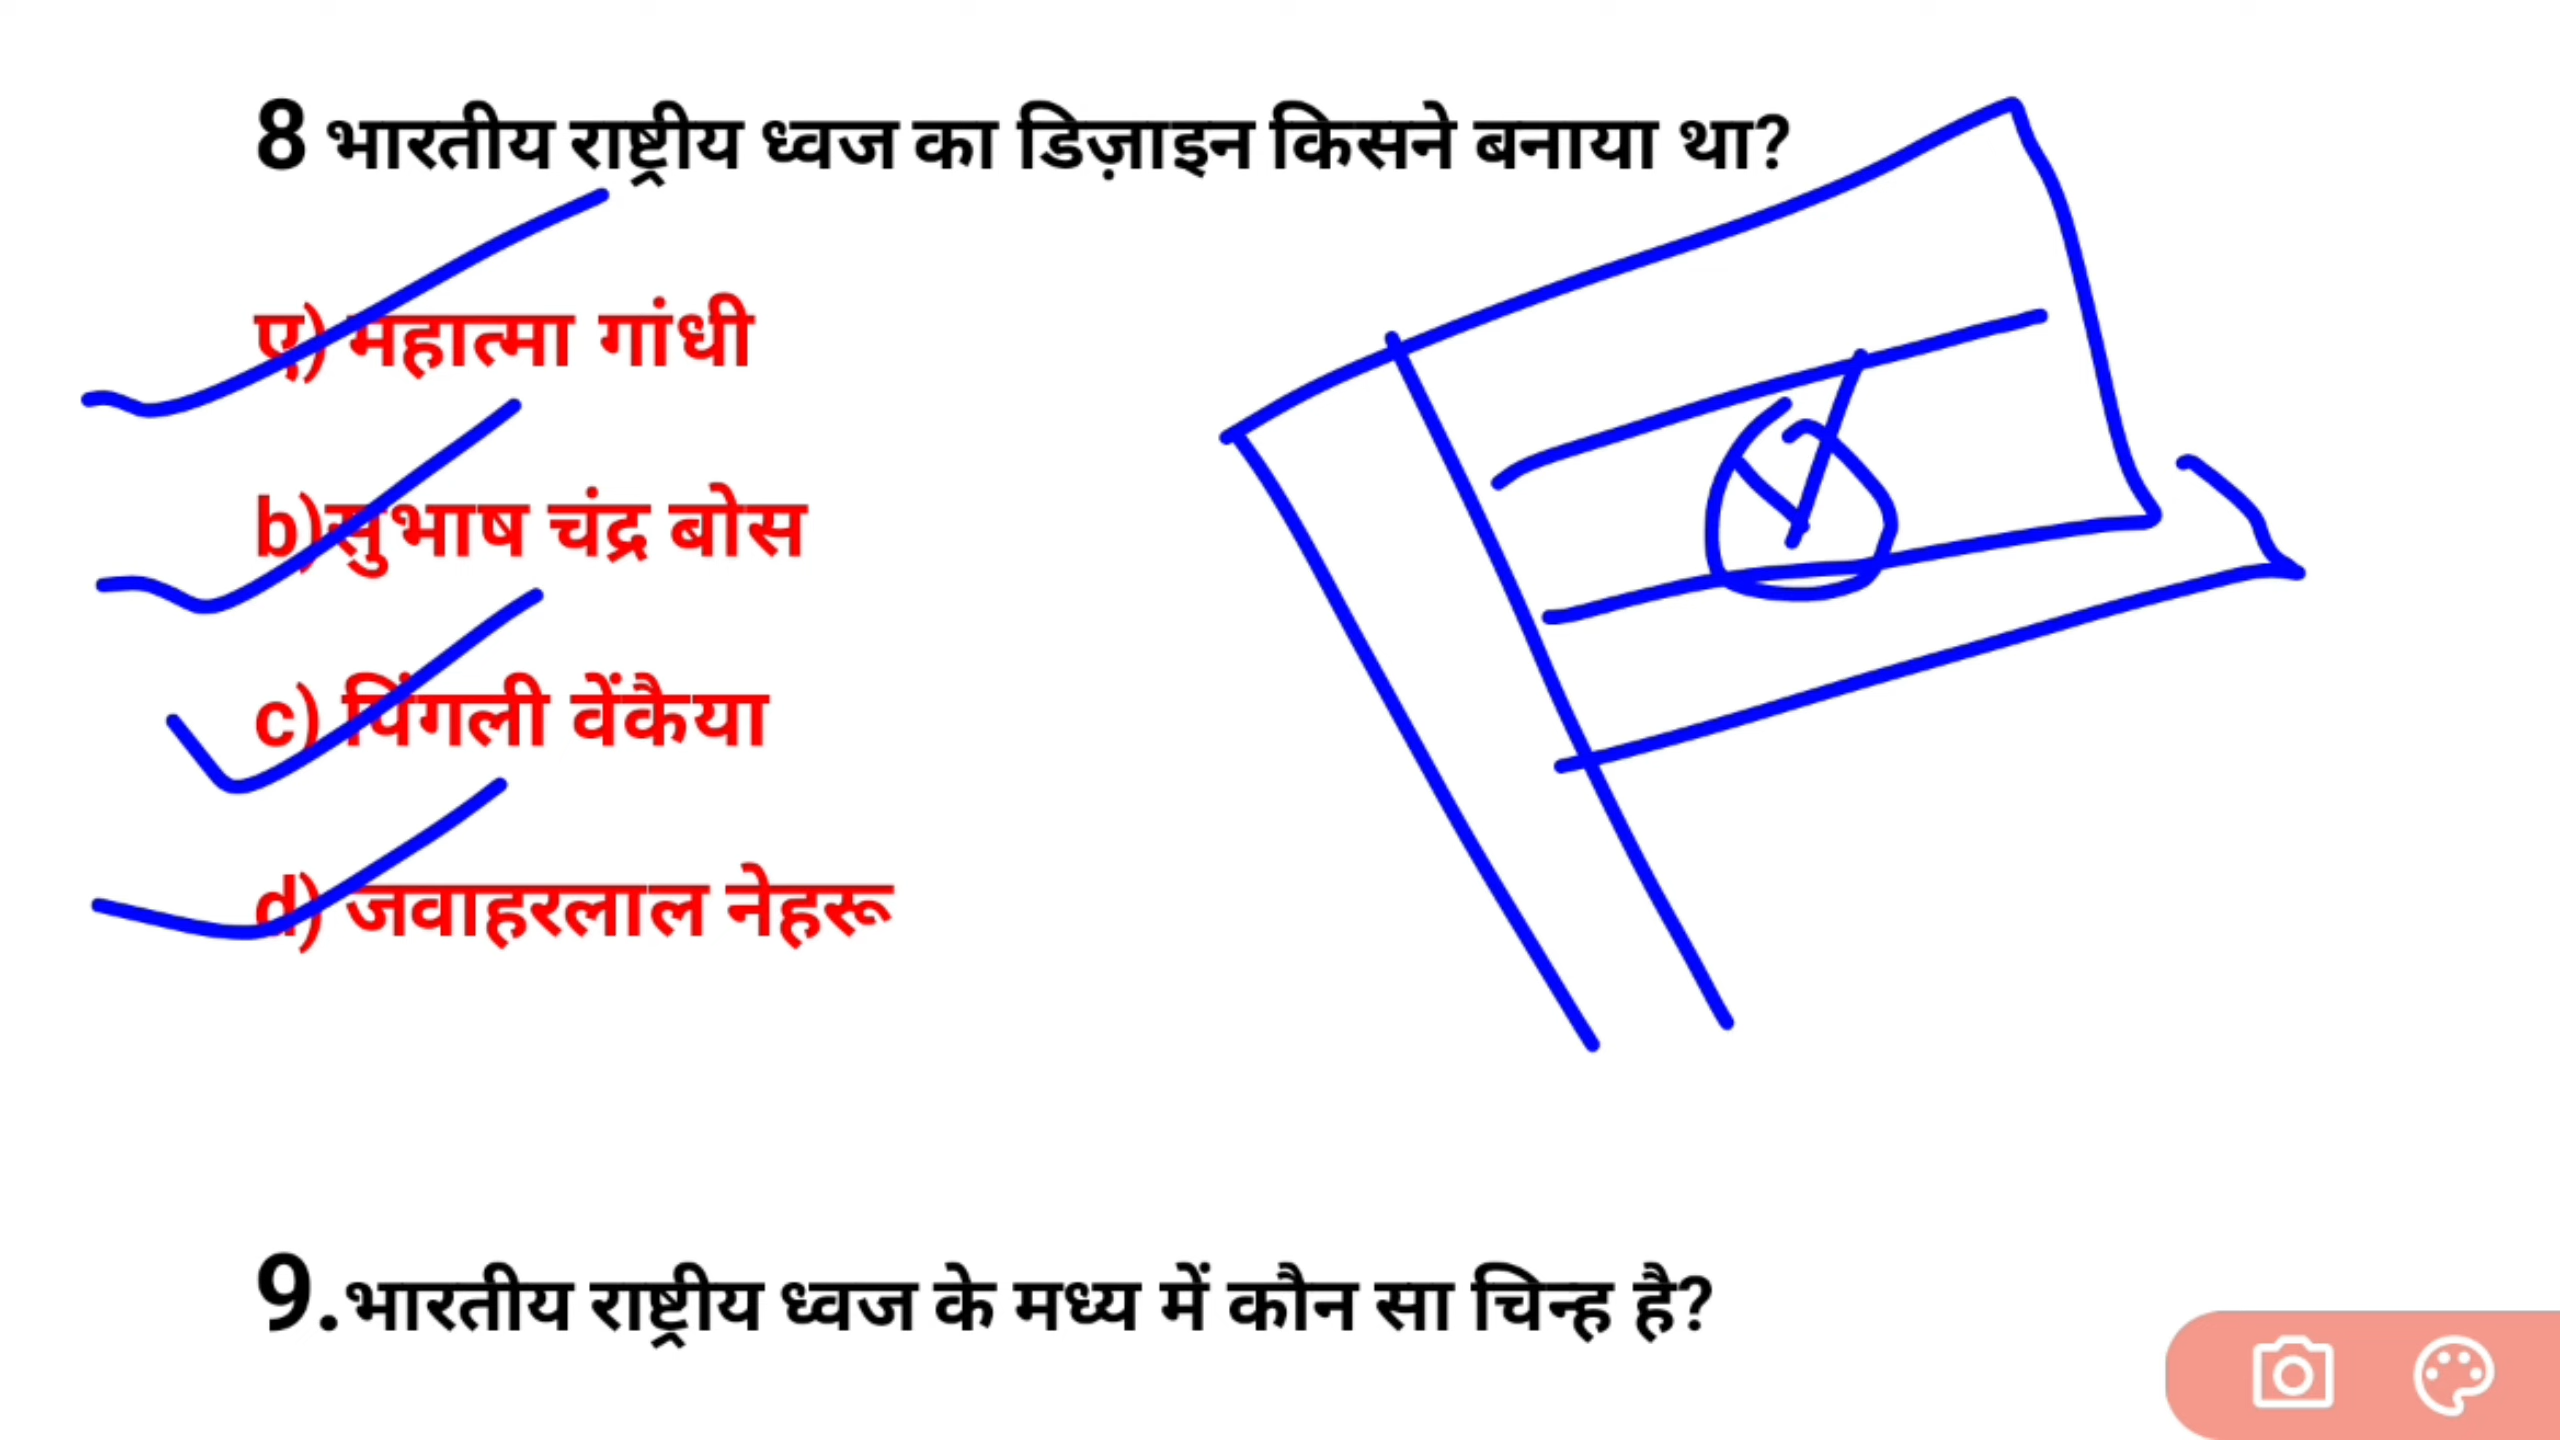 8 भारतीय राष्ट्रीय ध्वज का डिज़ाइन किसने बनाया था?
ए) महात्मा गांधी
b)सुभाष चंद्र बोस
c) पिंगली वेंकैया
d) जवाहरलाल नेहरू
9.भारतीय राष्ट्रीय ध्वज के मध्य में कौन सा चिन्ह है?